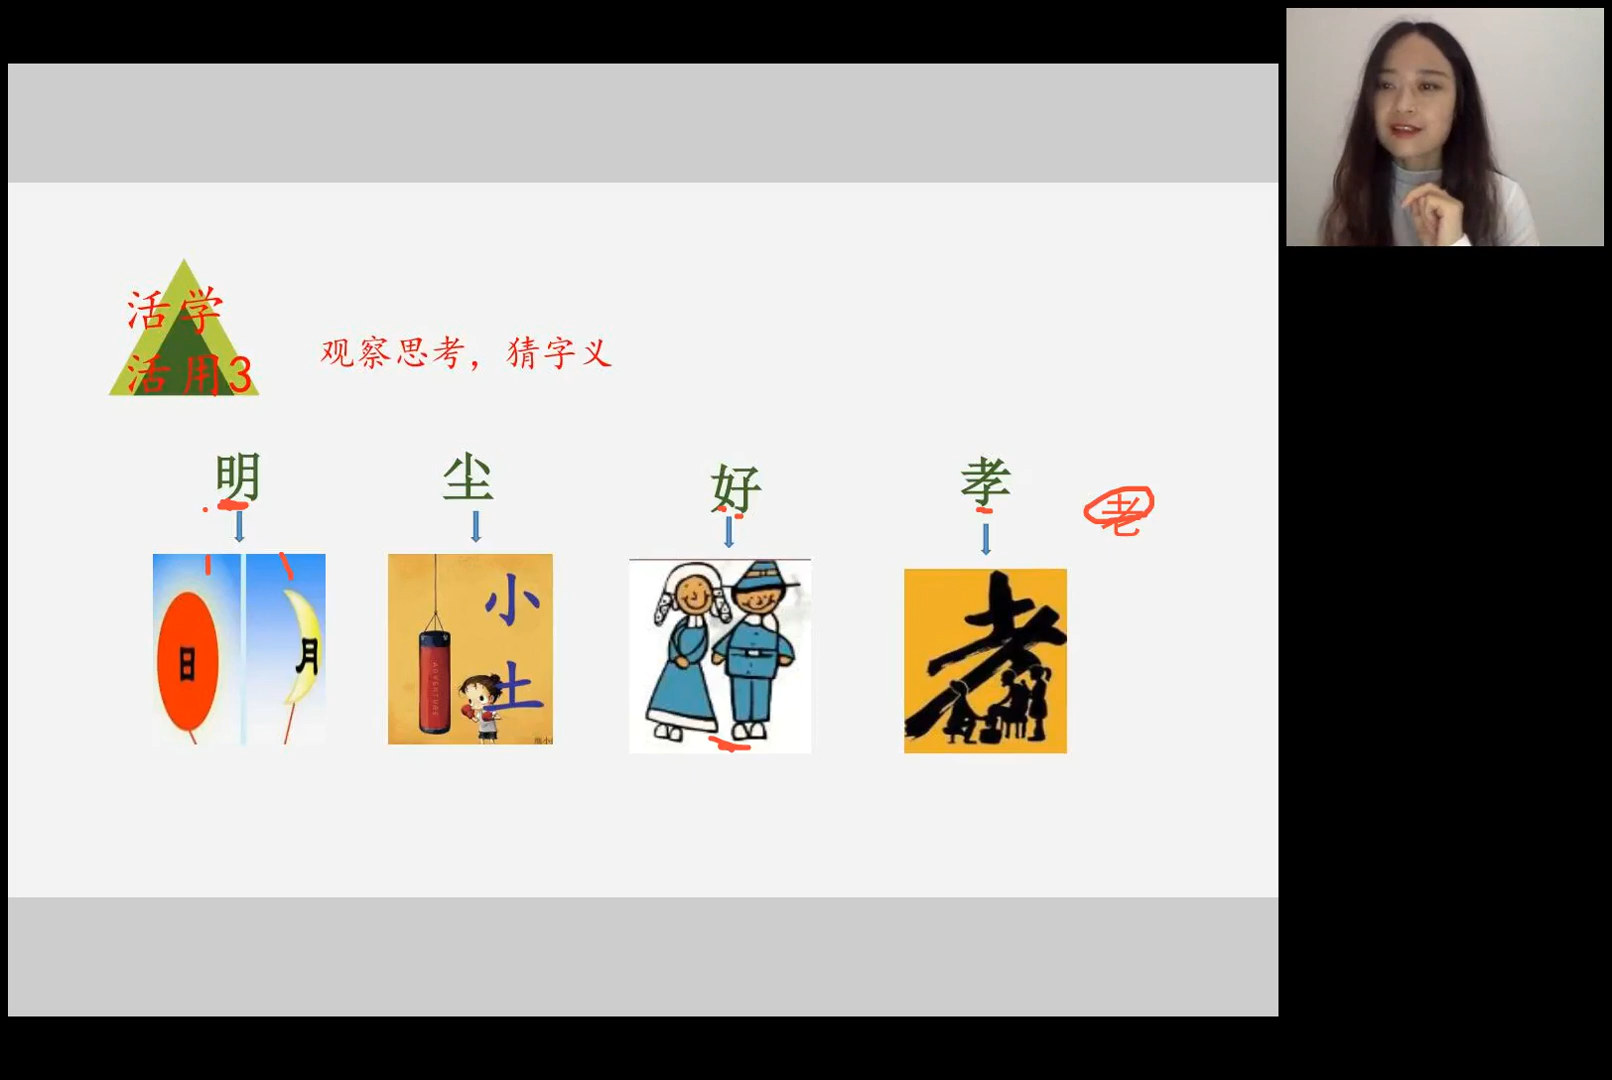 活学
活用3
观察思考，猜字义
明
尘
好
孝
老
日
月
小
土
ADVENTURE
孝